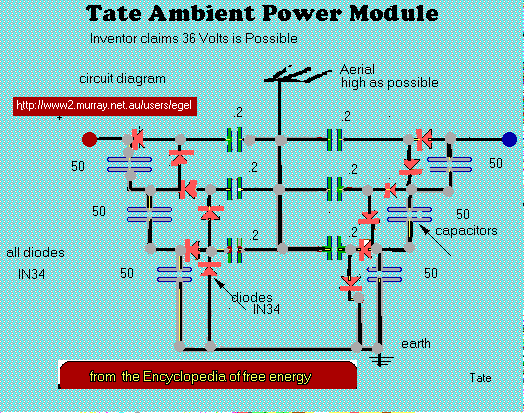 Tate Ambient Power Module
Inventor claims 36 Volts is Possible
circuit diagram
Aerial
high as possible
http://www2.murray.net.au/users/egel
+
.2
.2
50
50
.2
.2
50
50
.2
.2
capacitors
all diodes
IN34
50
50
diodes
IN34
earth
from the Encyclopedia of free energy
Tate